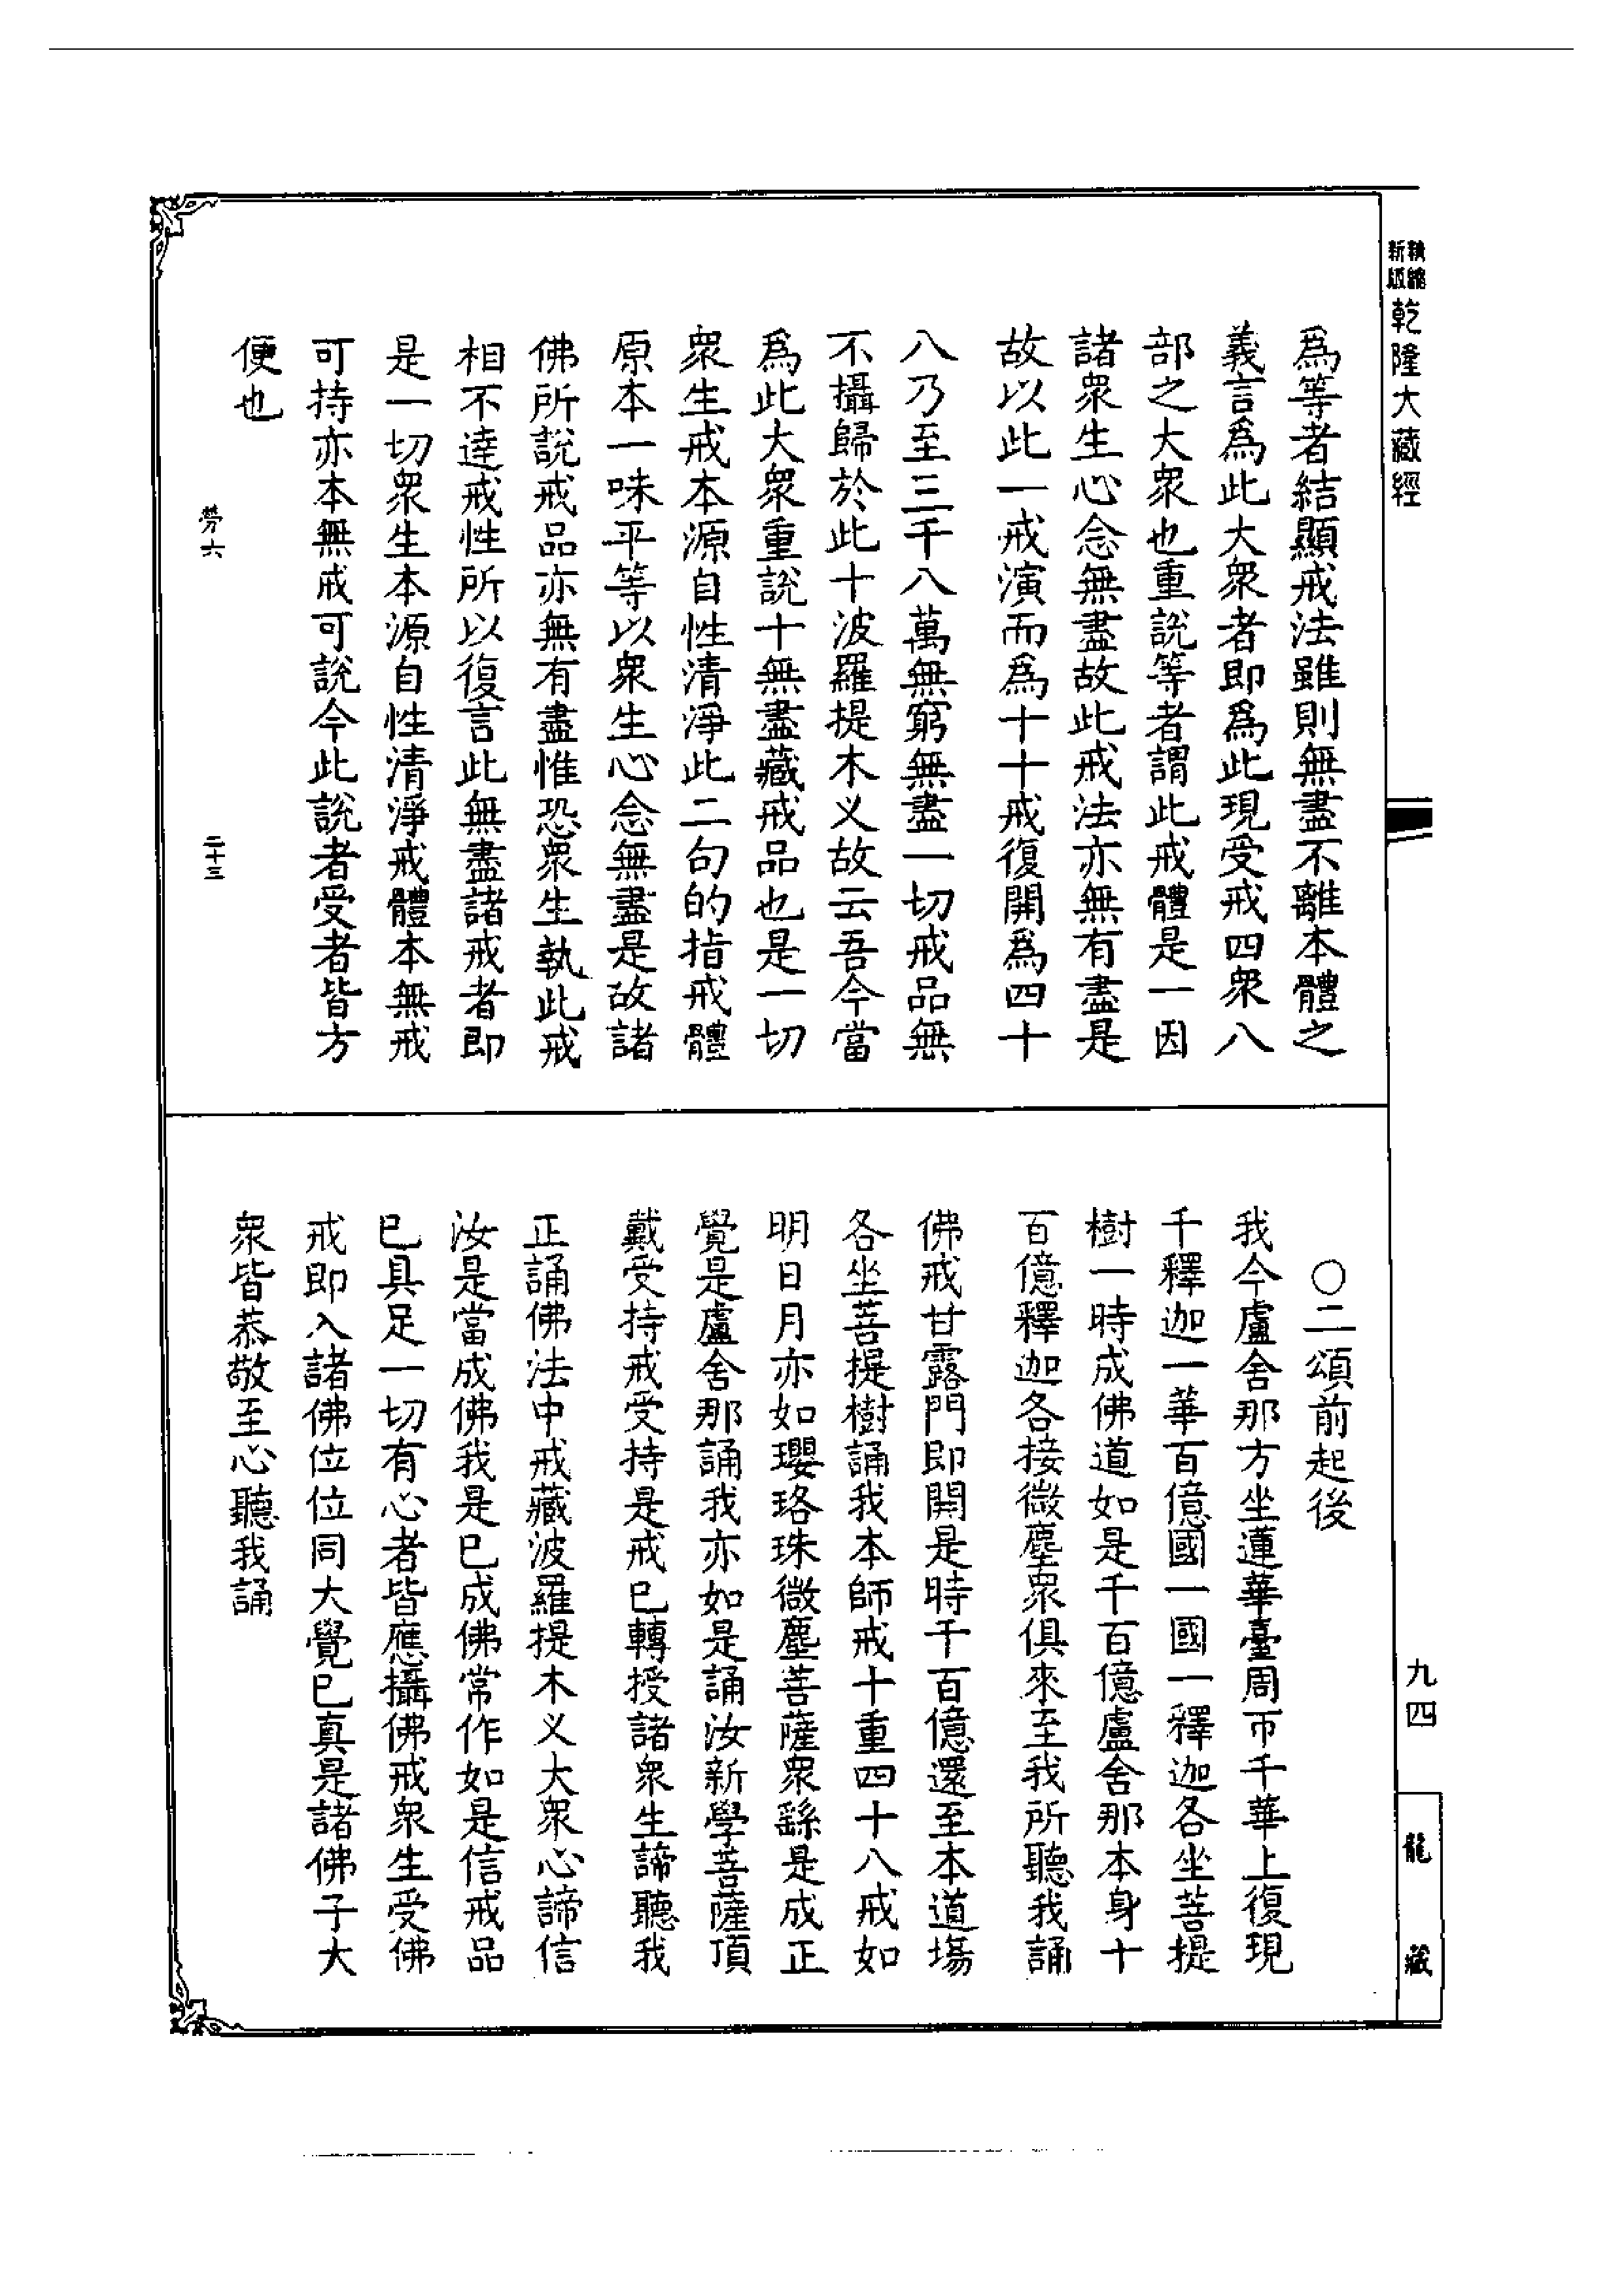 新版精縮乾隆大藏經
為等者結顯戒法雖則無盡不離本體之
義言為此大衆者即為此現受戒四衆八
部之大衆也重說等者謂此戒體是一因
諸衆生心念無盡故此戒法亦無有盡是
故以此一戒演而為十十戒復開為四十
八乃至三千八萬無窮無盡一切戒品無
不攝歸於此十波羅提木义故云吾今當
為此大衆重說十無盡藏戒品也是一切
衆生戒本源自性清淨此二句的指戒體
原本一味平等以衆生心念無盡是故諸
佛所說戒品亦無有盡惟恐衆生執此戒
相不達戒性所以復言此無盡諸戒者即
是一切衆生本源自性清淨戒體本無戒
可持亦本無戒可說今此說者受者皆方
便也
勞六 二十三
〇二頌前起後
我今盧舍那方坐蓮華臺周帀千華上復現
千釋迦一華百億國一國一釋迦各坐菩提
樹一時成佛道如是千百億盧舍那本身十
百億釋迦各接微塵衆俱來至我所聽我誦
佛戒甘露門即開是時千百億還至本道場
各坐菩提樹誦我本師戒十重四十八戒如
明日月亦如瓔珞珠微塵菩薩衆繇是成正
覺是盧舍那誦我亦如是誦汝新學菩薩頂
戴受持戒受持是戒已轉授諸衆生諦聽我
正誦佛法中戒藏波羅提木义大衆心諦信
汝是當成佛我是已成佛常作如是信戒品
已具足一切有心者皆應攝佛戒衆生受佛
戒即入諸佛位位同大覺已真是諸佛子大
衆皆恭敬至心聽我誦
九四
龍藏